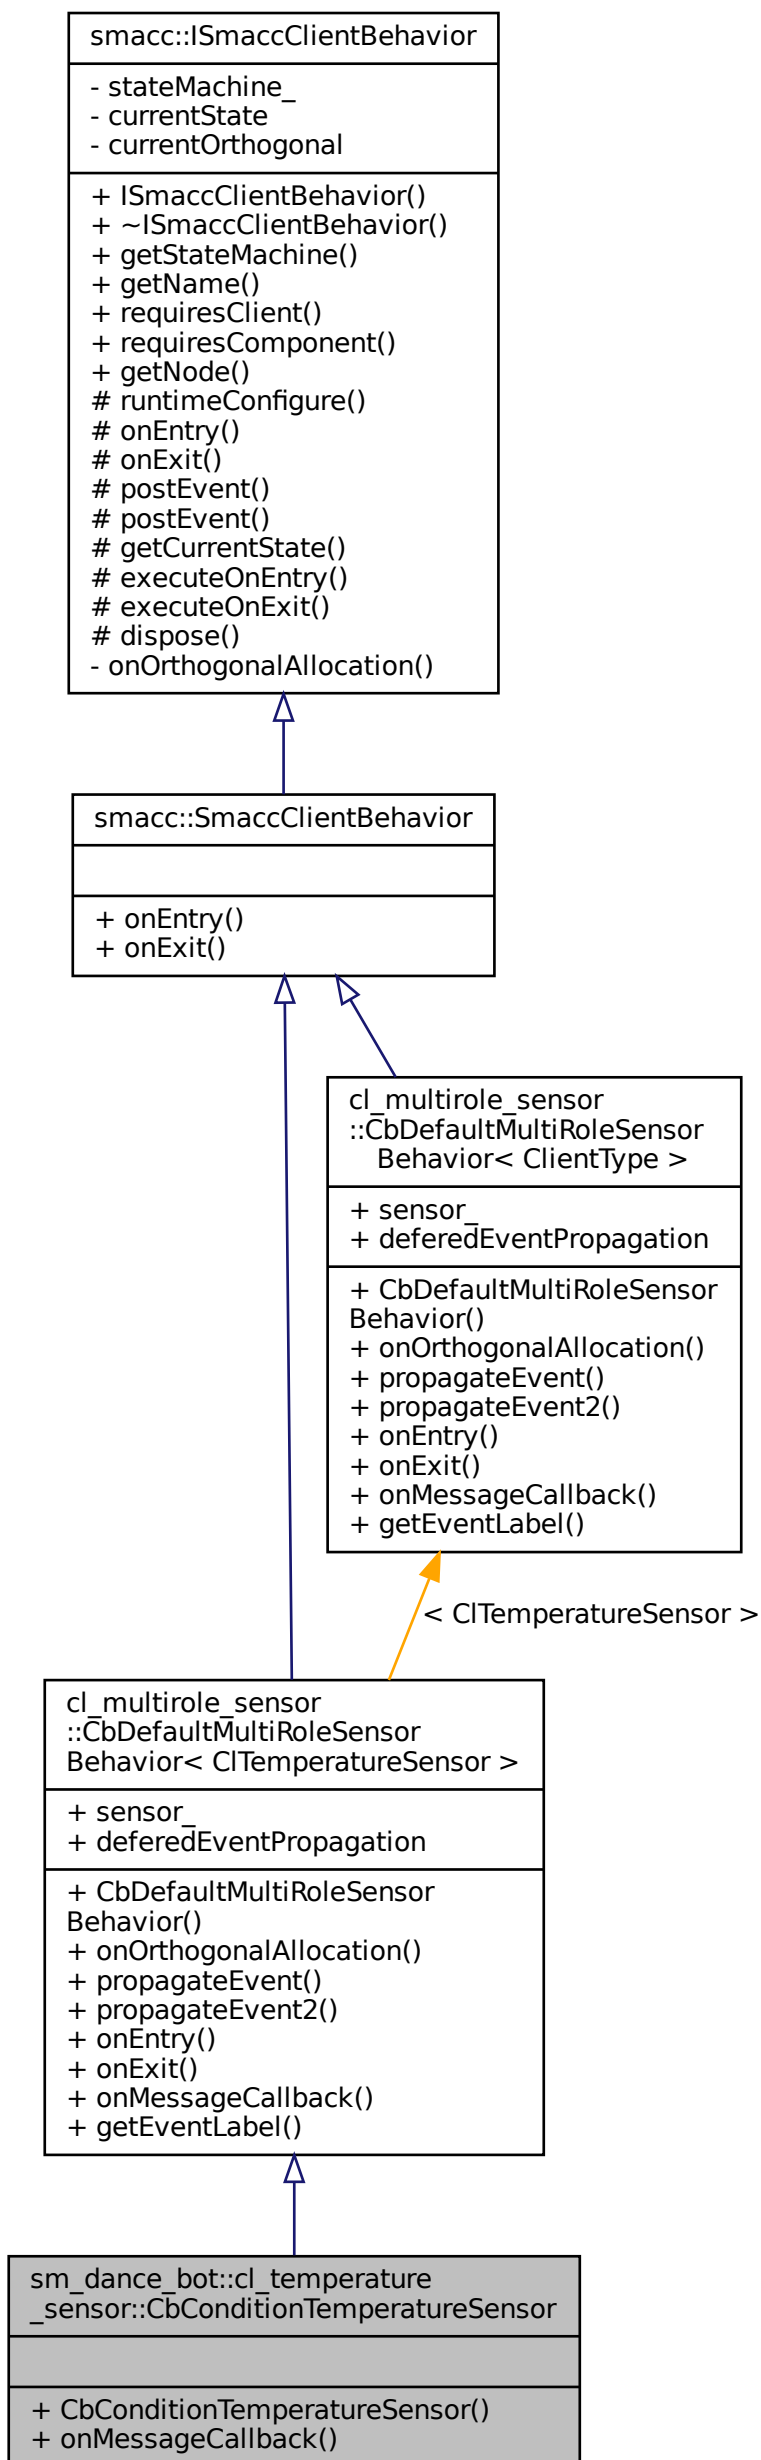 smacc::ISmaccClientBehavior
- stateMachine_
- currentState
- currentOrthogonal
+ ISmaccClientBehavior()
+ ~ISmaccClientBehavior()
+ getStateMachine()
+ getName()
+ requiresClient()
+ requiresComponent()
+ getNode()
# runtimeConfigure()
# onEntry()
# onExit()
# postEvent()
# postEvent()
# getCurrentState()
# executeOnEntry()
# executeOnExit()
# dispose()
- onOrthogonalAllocation()
smacc::SmaccClientBehavior
+ onEntry()
+ onExit()
cl_multirole_sensor
::CbDefaultMultiRoleSensor
Behavior< ClientType >
+ sensor_
+ deferedEventPropagation
+ CbDefaultMultiRoleSensor
Behavior()
+ onOrthogonalAllocation()
+ propagateEvent()
+ propagateEvent2()
+ onEntry()
+ onExit()
+ onMessageCallback()
+ getEventLabel()
< ClTemperatureSensor >
cl_multirole_sensor
::CbDefaultMultiRoleSensor
Behavior< ClTemperatureSensor >
+ sensor_
+ deferedEventPropagation
+ CbDefaultMultiRoleSensor
Behavior()
+ onOrthogonalAllocation()
+ propagateEvent()
+ propagateEvent2()
+ onEntry()
+ onExit()
+ onMessageCallback()
+ getEventLabel()
sm_dance_bot::cl_temperature
_sensor::CbConditionTemperatureSensor
+ CbConditionTemperatureSensor()
+ onMessageCallback()